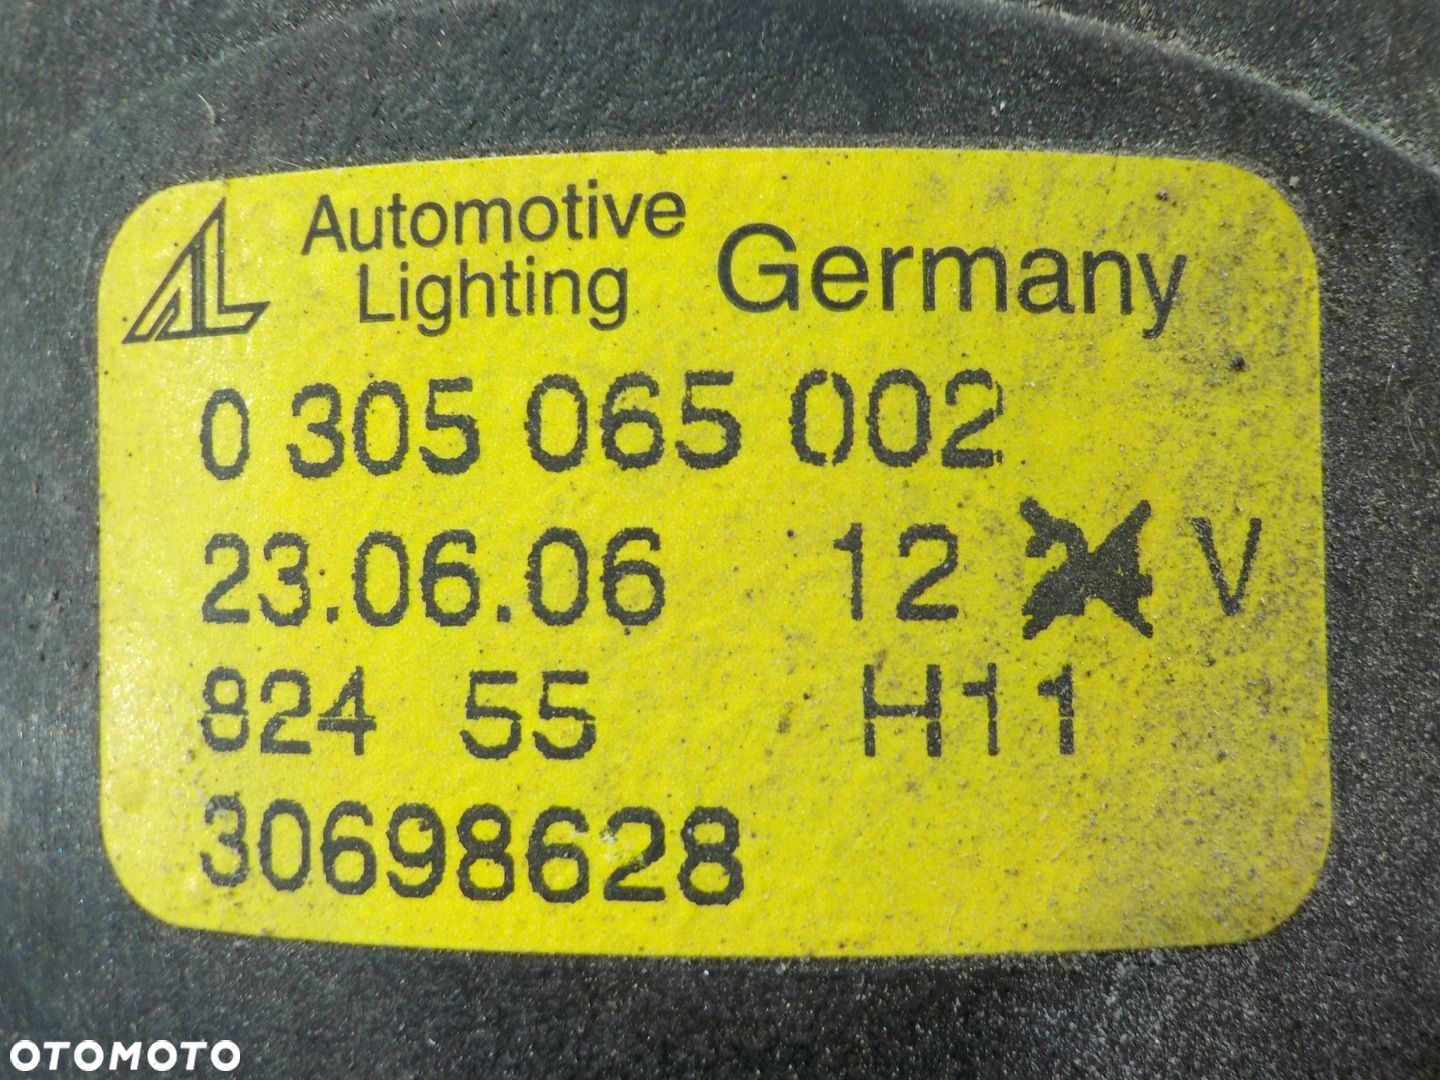 AL Automotive Lighting Germany
0 305 065 002
23.06.06 12 V
824 55 H11
30698628
OTOMOTO